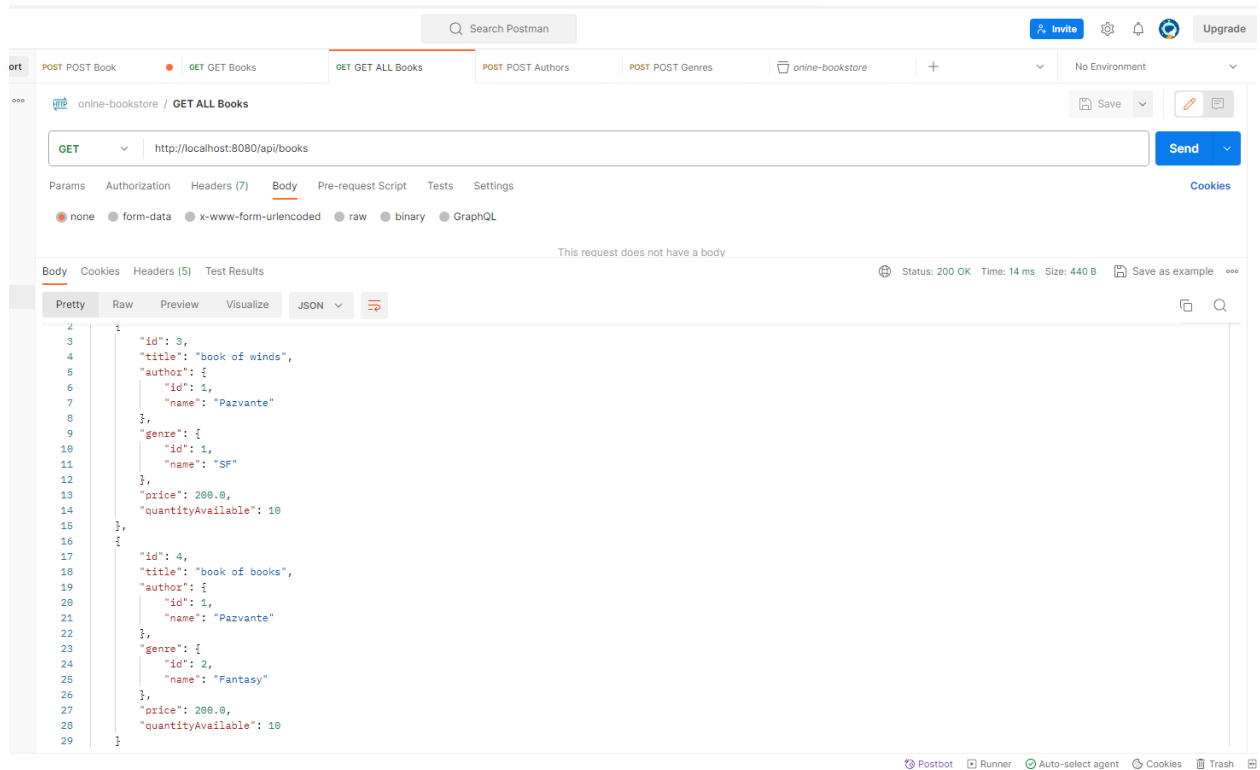 Search Postman
Invite
Upgrade
ort POST POST Book GET GET Books GET GET ALL Books POST POST Authors POST POST Genres onine-bookstore No Environment
HTTP onine-bookstore / GET ALL Books Save
GET http://localhost:8080/api/books Send
Params Authorization Headers (7) Body Pre-request Script Tests Settings Cookies
none form-data x-www-form-urlencoded raw binary GraphQL
This request does not have a body
Body Cookies Headers (5) Test Results Status: 200 OK Time: 14 ms Size: 440 B Save as example
Pretty Raw Preview Visualize JSON
2 {
3 "id": 3,
4 "title": "book of winds",
5 "author": {
6 "id": 1,
7 "name": "Pazvante"
8 },
9 "genre": {
10 "id": 1,
11 "name": "SF"
12 },
13 "price": 200.0,
14 "quantityAvailable": 10
15 },
16 {
17 "id": 4,
18 "title": "book of books",
19 "author": {
20 "id": 1,
21 "name": "Pazvante"
22 },
23 "genre": {
24 "id": 2,
25 "name": "Fantasy"
26 },
27 "price": 200.0,
28 "quantityAvailable": 10
29 }
Postbot Runner Auto-select agent Cookies Trash